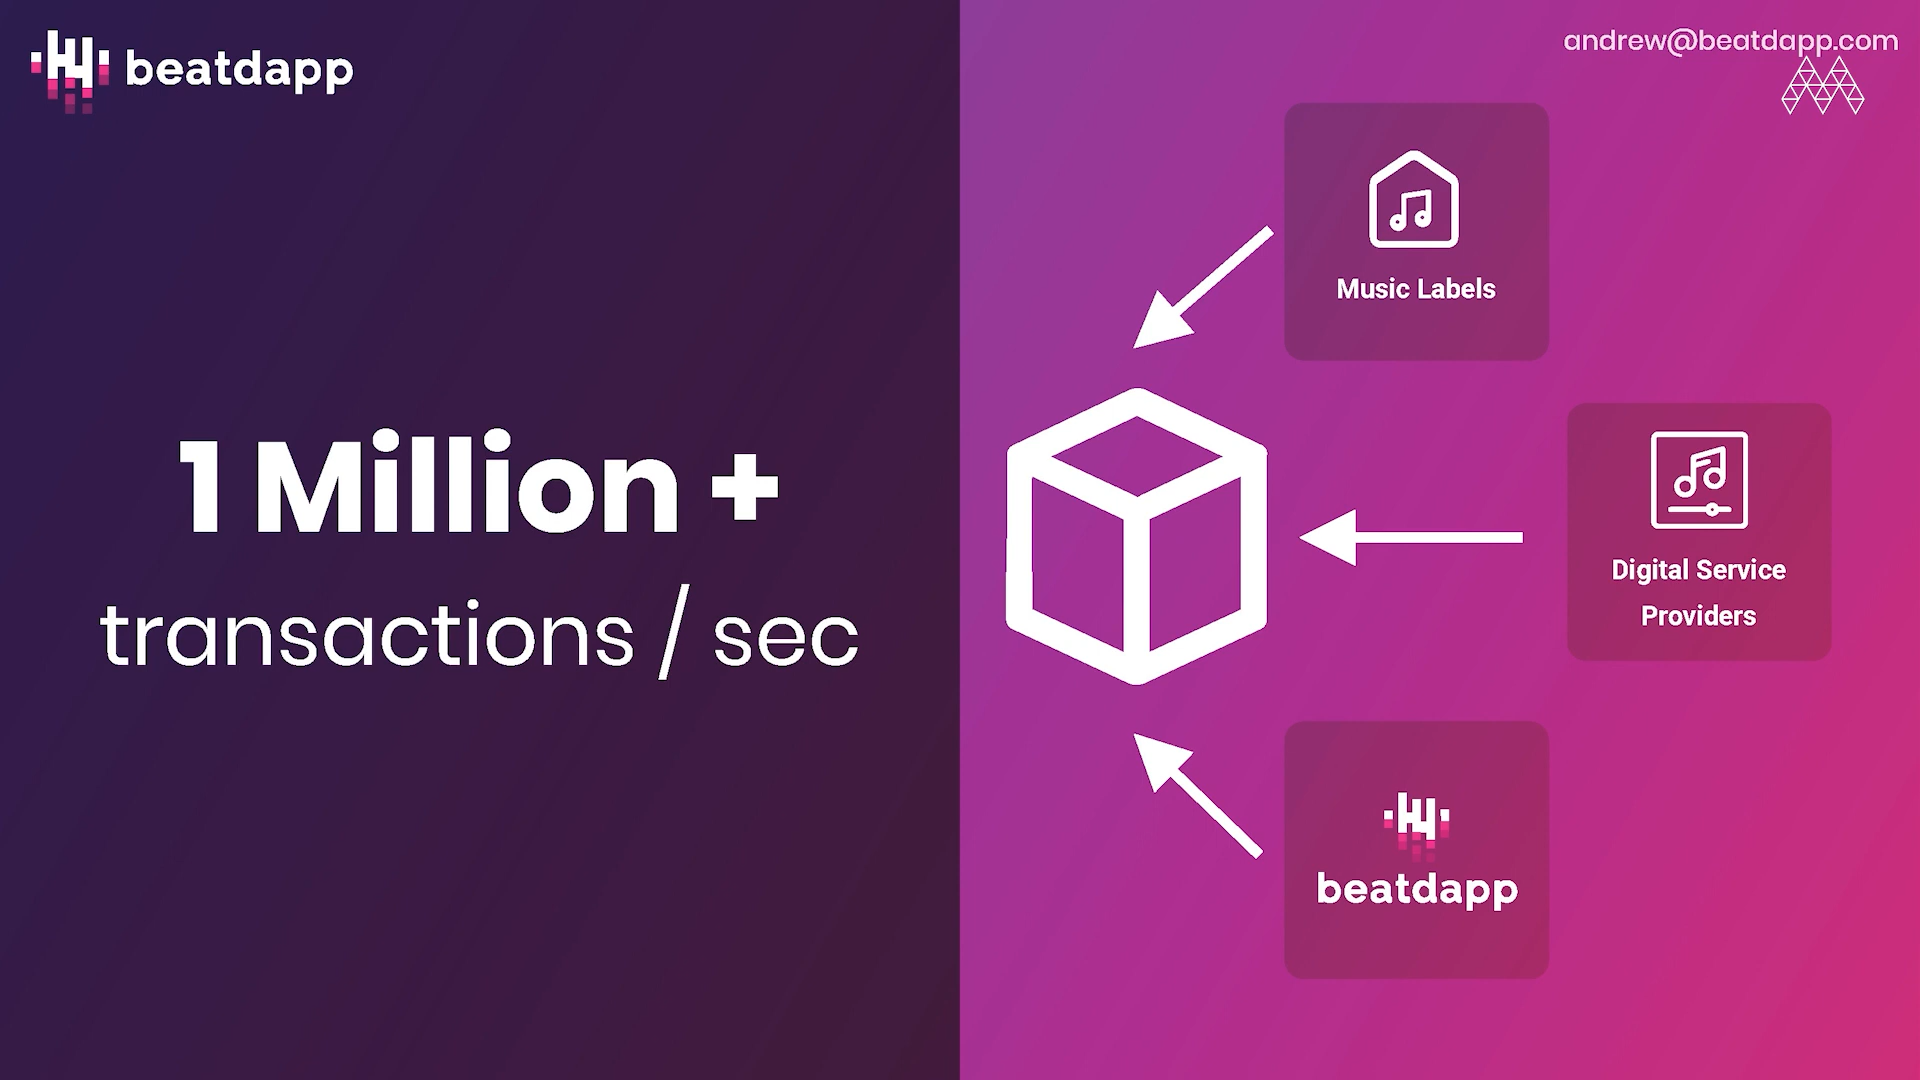 beatdapp
andrew@beatdapp.com
1 Million +
transactions / sec
Music Labels
Digital Service
Providers
beatdapp